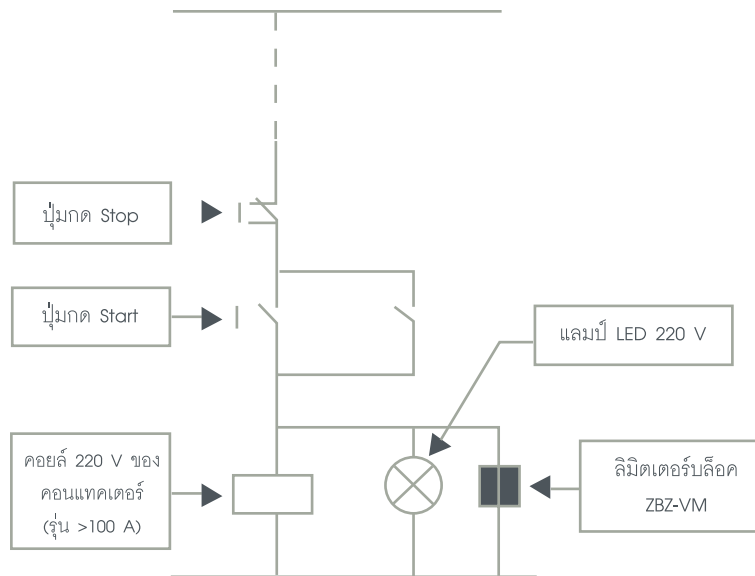 ปุ่มกด Stop
ปุ่มกด Start
แลมป์ LED 220 V
คอยล์ 220 V ของ
คอนแทคเตอร์
(รุ่น >100 A)
ลิมิตเตอร์บล็อค
ZBZ-VM